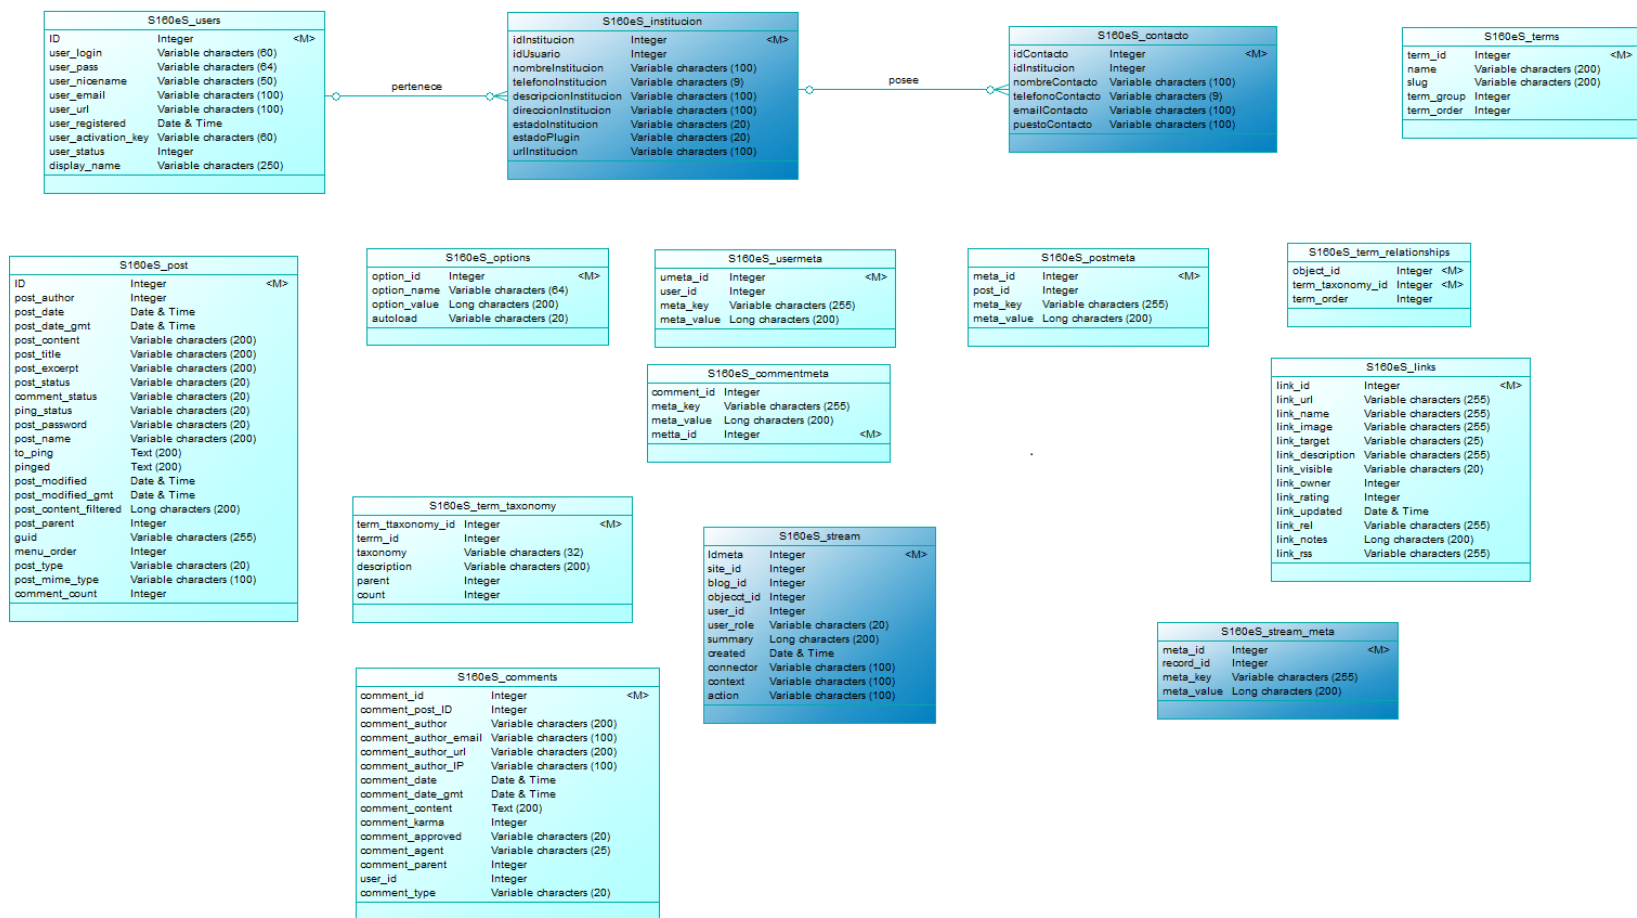 S160eS_users
ID Integer <M>
user_login Variable characters (60)
user_pass Variable characters (64)
user_nicename Variable characters (50)
user_email Variable characters (100)
user_url Variable characters (100)
user_registered Date & Time
user_activation_key Variable characters (60)
user_status Integer
display_name Variable characters (250)
pertenece
S160eS_institucion
idInstitucion Integer <M>
idUsuario Integer
nombreInstitucion Variable characters (100)
telefonoInstitucion Variable characters (9)
descripcionInstitucion Variable characters (100)
direccionInstitucion Variable characters (100)
estadoInstitucion Variable characters (20)
estadoPlugin Variable characters (20)
urlInstitucion Variable characters (100)
posee
S160eS_contacto
idContacto Integer <M>
idInstitucion Integer
nombreContacto Variable characters (100)
telefonoContacto Variable characters (9)
emailContacto Variable characters (100)
puestoContacto Variable characters (100)
S160eS_terms
term_id Integer <M>
name Variable characters (200)
slug Variable characters (200)
term_group Integer
term_order Integer
S160eS_post
ID Integer <M>
post_author Integer
post_date Date & Time
post_date_gmt Date & Time
post_content Variable characters (200)
post_title Variable characters (200)
post_excerpt Variable characters (200)
post_status Variable characters (20)
comment_status Variable characters (20)
ping_status Variable characters (20)
post_password Variable characters (20)
post_name Variable characters (200)
to_ping Text (200)
pinged Text (200)
post_modified Date & Time
post_modified_gmt Date & Time
post_content_filtered Long characters (200)
post_parent Integer
guid Variable characters (255)
menu_order Integer
post_type Variable characters (20)
post_mime_type Variable characters (100)
comment_count Integer
S160eS_options
option_id Integer <M>
option_name Variable characters (64)
option_value Long characters (200)
autoload Variable characters (20)
S160eS_usermeta
umeta_id Integer <M>
user_id Integer
meta_key Variable characters (255)
meta_value Long characters (200)
S160eS_postmeta
meta_id Integer <M>
post_id Integer
meta_key Variable characters (255)
meta_value Long characters (200)
S160eS_term_relationships
object_id Integer <M>
term_taxonomy_id Integer <M>
term_order Integer
S160eS_commentmeta
comment_id Integer
meta_key Variable characters (255)
meta_value Long characters (200)
metta_id Integer <M>
S160eS_links
link_id Integer <M>
link_url Variable characters (255)
link_name Variable characters (255)
link_image Variable characters (255)
link_target Variable characters (25)
link_description Variable characters (255)
link_visible Variable characters (20)
link_owner Integer
link_rating Integer
link_updated Date & Time
link_rel Variable characters (255)
link_notes Long characters (200)
link_rss Variable characters (255)
S160eS_term_taxonomy
term_ttaxonomy_id Integer <M>
term_id Integer
taxonomy Variable characters (32)
description Variable characters (200)
parent Integer
count Integer
S160eS_stream
Idmeta Integer <M>
site_id Integer
blog_id Integer
objecct_id Integer
user_id Integer
user_role Variable characters (20)
summary Long characters (200)
created Date & Time
connector Variable characters (100)
context Variable characters (100)
action Variable characters (100)
S160eS_stream_meta
meta_id Integer <M>
record_id Integer
meta_key Variable characters (255)
meta_value Long characters (200)
S160eS_comments
comment_id Integer <M>
comment_post_ID Integer
comment_author Variable characters (200)
comment_author_email Variable characters (100)
comment_author_url Variable characters (200)
comment_author_IP Variable characters (100)
comment_date Date & Time
comment_date_gmt Date & Time
comment_content Text (200)
comment_karma Integer
comment_approved Variable characters (20)
comment_agent Variable characters (25)
comment_parent Integer
user_id Integer
comment_type Variable characters (20)